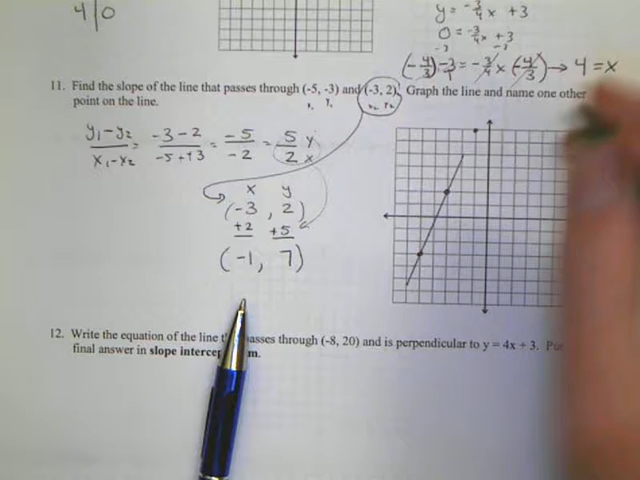 4 | 0
y = -3/4 x + 3
0 = -3/4 x + 3
-3 -3
(-4/3) -3/1 = -3/4 x (-4/3) → 4 = x
11. Find the slope of the line that passes through (-5, -3) and (-3, 2). Graph the line and name one other
point on the line.
x₁ y₁ x₂ y₂
y₁-y₂/x₁-x₂ = -3-2/-5+3 = -5/-2 = 5/2 y/x
x y
(-3, 2)
+2 +5
(-1, 7)
12. Write the equation of the line passes through (-8, 20) and is perpendicular to y = 4x + 3.
final answer in slope